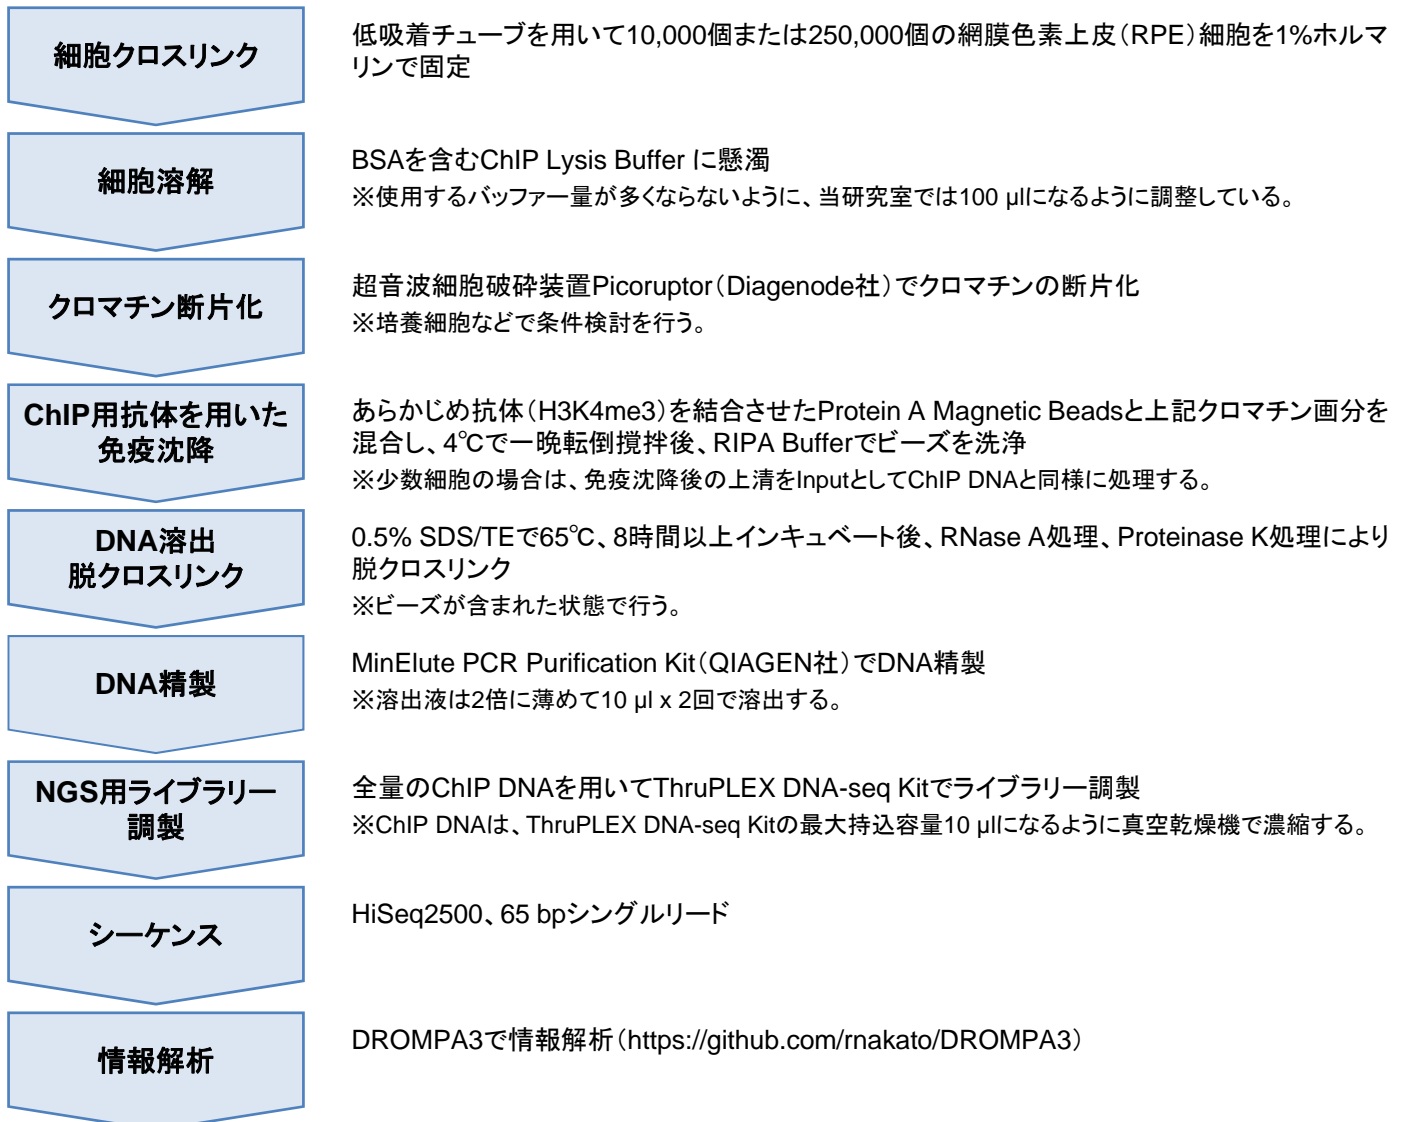 細胞クロスリンク
低吸着チューブを用いて10,000個または250,000個の網膜色素上皮（RPE）細胞を1%ホルマ
リンで固定
細胞溶解
BSAを含むChIP Lysis Buffer に懸濁
※使用するバッファー量が多くならないように、当研究室では100 µlになるように調整している。
クロマチン断片化
超音波細胞破砕装置Picoruptor（Diagenode社）でクロマチンの断片化
※培養細胞などで条件検討を行う。
ChIP用抗体を用いた
免疫沈降
あらかじめ抗体（H3K4me3）を結合させたProtein A Magnetic Beadsと上記クロマチン画分を
混合し、4℃で一晩転倒撹拌後、RIPA Bufferでビーズを洗浄
※少数細胞の場合は、免疫沈降後の上清をInputとしてChIP DNAと同様に処理する。
DNA溶出
脱クロスリンク
0.5% SDS/TEで65℃、8時間以上インキュベート後、RNase A処理、Proteinase K処理により
脱クロスリンク
※ビーズが含まれた状態で行う。
DNA精製
MinElute PCR Purification Kit（QIAGEN社）でDNA精製
※溶出液は2倍に薄めて10 µl x 2回で溶出する。
NGS用ライブラリー
調製
全量のChIP DNAを用いてThruPLEX DNA-seq Kitでライブラリー調製
※ChIP DNAは、ThruPLEX DNA-seq Kitの最大持込容量10 µlになるように真空乾燥機で濃縮する。
シーケンス
HiSeq2500、65 bpシングルリード
情報解析
DROMPA3で情報解析（https://github.com/rnakato/DROMPA3）